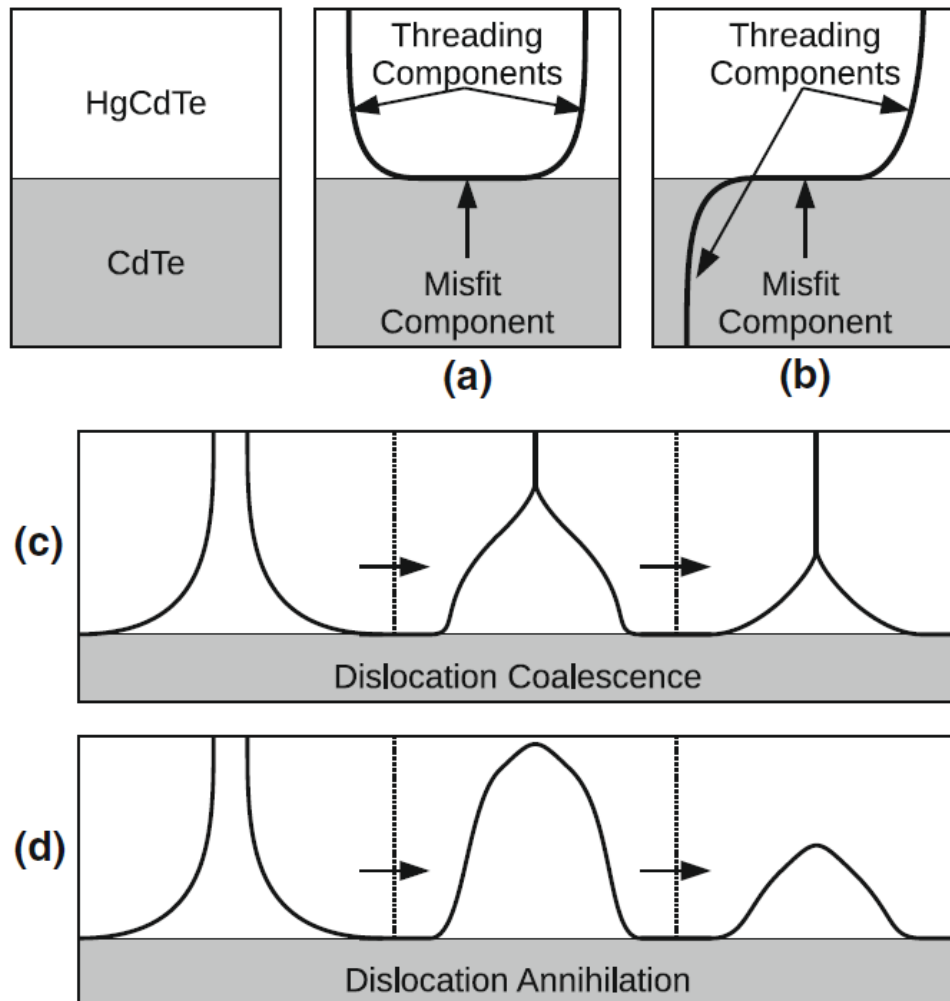 HgCdTe
CdTe
Threading
Components
Misfit
Component
(a)
Threading
Components
Misfit
Component
(b)
(c)
Dislocation Coalescence
(d)
Dislocation Annihilation